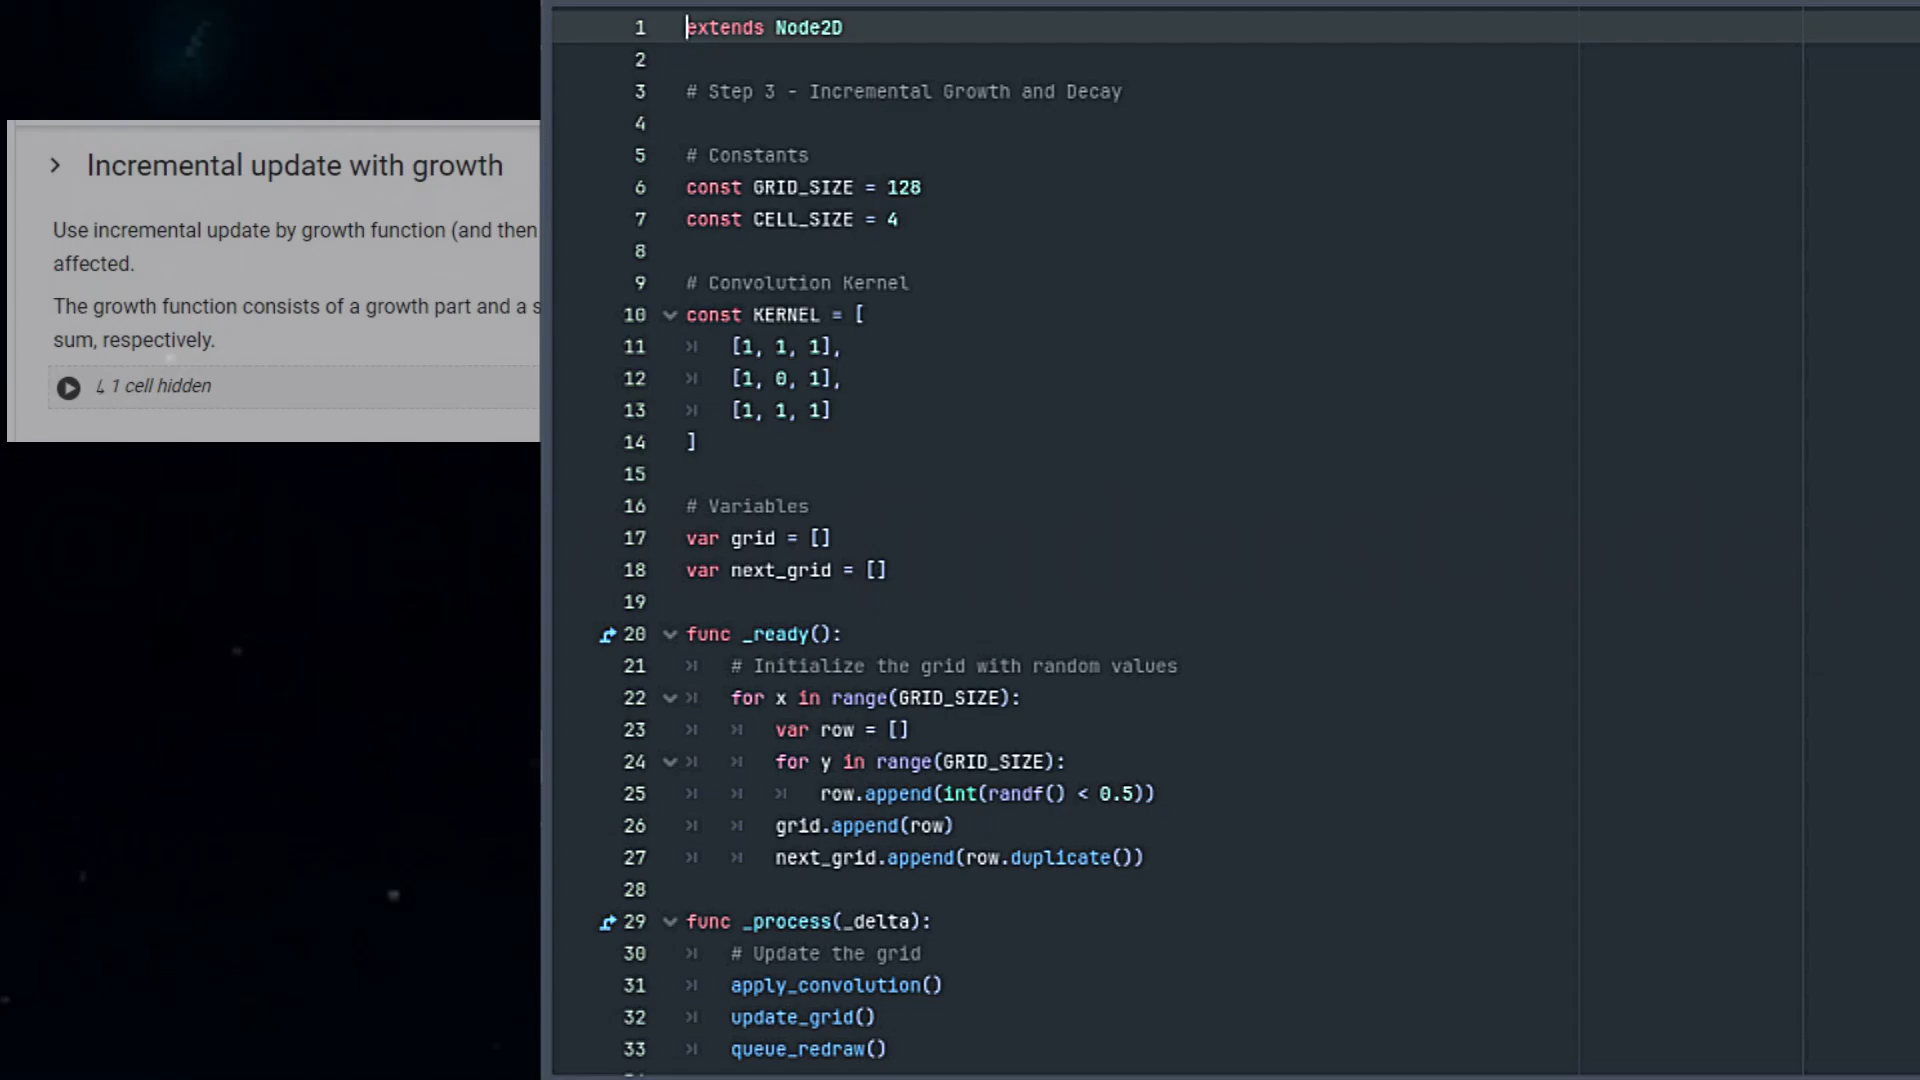 Incremental update with growth
Use incremental update by growth function (and then
affected.
The growth function consists of a growth part and a s
sum, respectively.
↳ 1 cell hidden
1 extends Node2D
2
3 # Step 3 - Incremental Growth and Decay
4
5 # Constants
6 const GRID_SIZE = 128
7 const CELL_SIZE = 4
8
9 # Convolution Kernel
10 const KERNEL = [
11 [1, 1, 1],
12 [1, 0, 1],
13 [1, 1, 1]
14 ]
15
16 # Variables
17 var grid = []
18 var next_grid = []
19
20 func _ready():
21 # Initialize the grid with random values
22 for x in range(GRID_SIZE):
23 var row = []
24 for y in range(GRID_SIZE):
25 row.append(int(randf() < 0.5))
26 grid.append(row)
27 next_grid.append(row.duplicate())
28
29 func _process(_delta):
30 # Update the grid
31 apply_convolution()
32 update_grid()
33 queue_redraw()